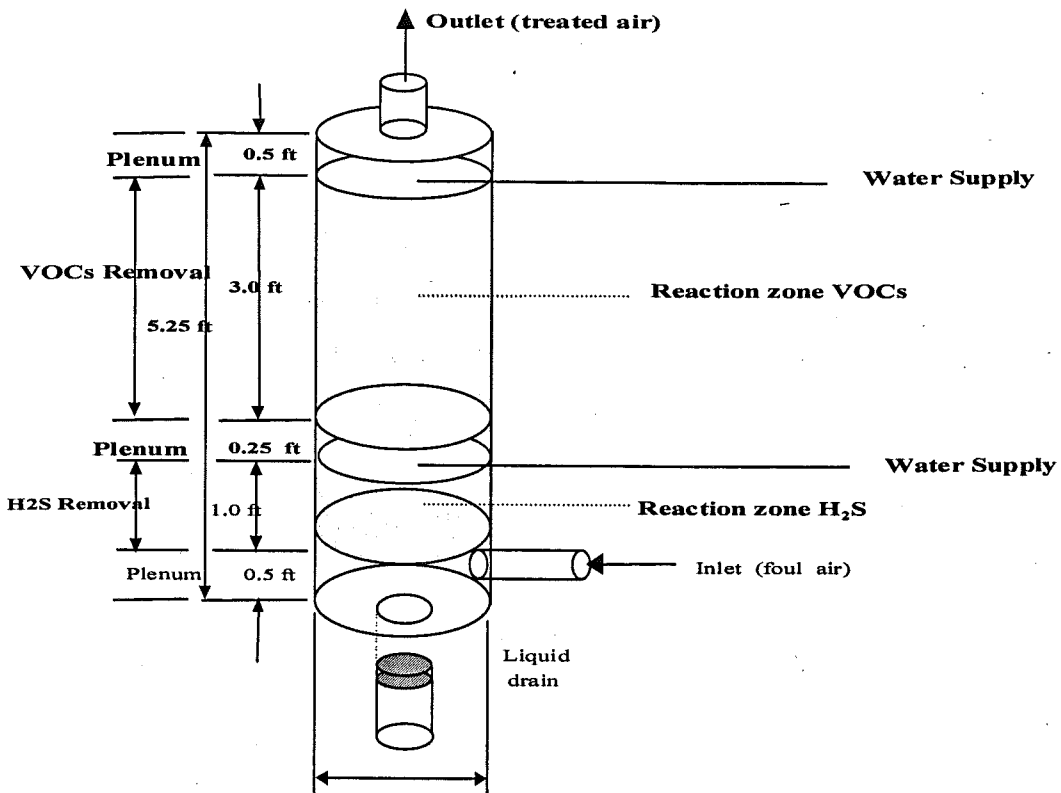 Outlet (treated air)
Plenum
0.5 ft
Water Supply
VOCs Removal
3.0 ft
Reaction zone VOCs
5.25 ft
Plenum
0.25 ft
Water Supply
H2S Removal
1.0 ft
Reaction zone H₂S
Plenum
0.5 ft
Inlet (foul air)
Liquid
drain